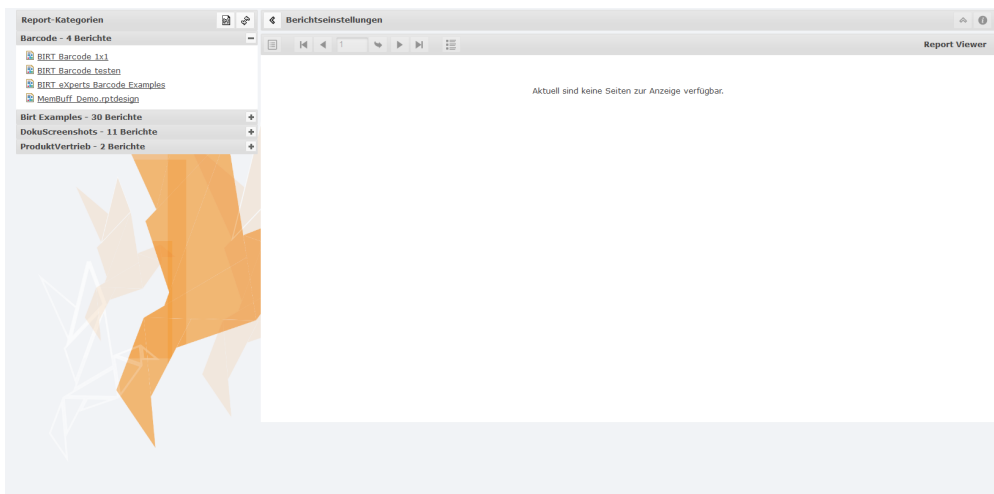 Report-Kategorien
Barcode - 4 Berichte
BIRT Barcode 1x1
BIRT Barcode testen
BIRT eXperts Barcode Examples
MemBuff_Demo.rptdesign
Birt Examples - 30 Berichte
DokuScreenshots - 11 Berichte
ProduktVertrieb - 2 Berichte
Berichtseinstellungen
1
Report Viewer
Aktuell sind keine Seiten zur Anzeige verfügbar.